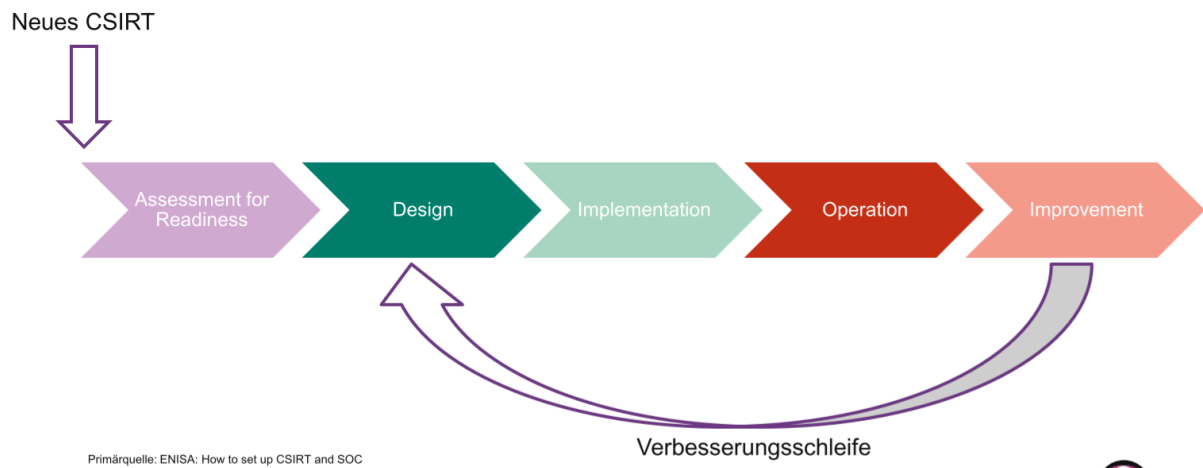 Neues CSIRT
Assessment for
Readiness
Design
Implementation
Operation
Improvement
Verbesserungsschleife
Primärquelle: ENISA: How to set up CSIRT and SOC